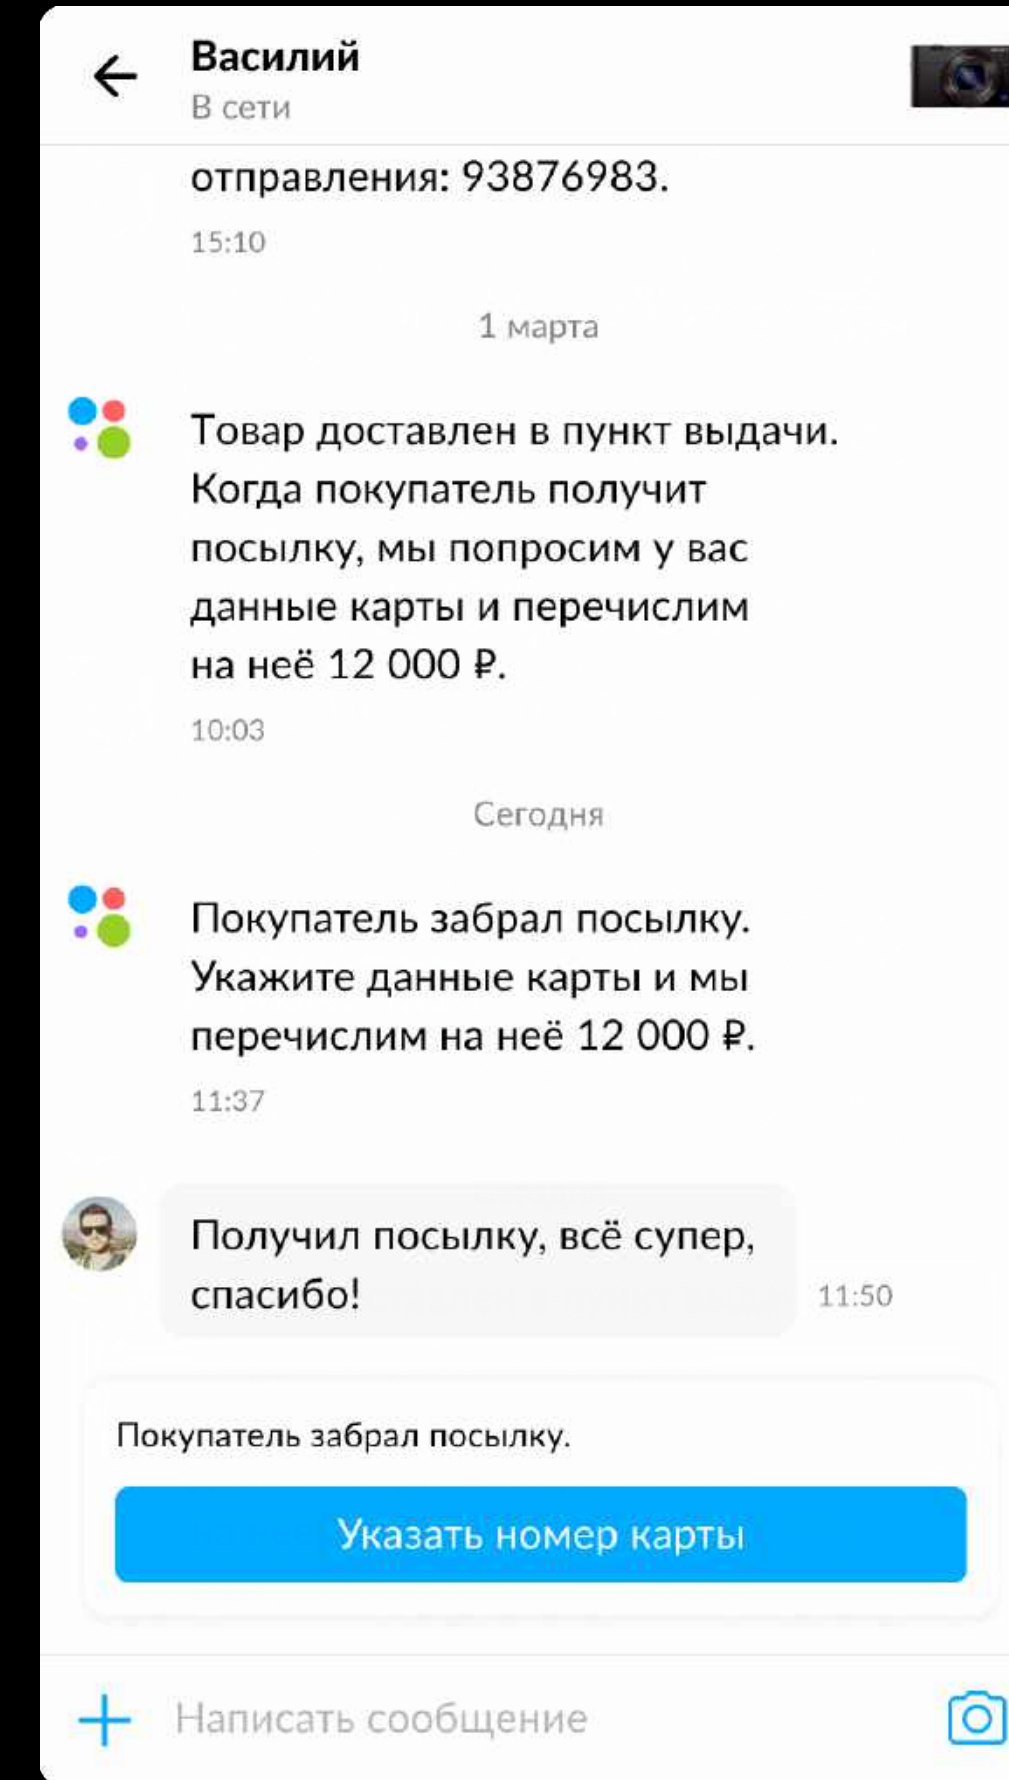 Василий
В сети
отправления: 93876983.
15:10
1 марта
Товар доставлен в пункт выдачи.
Когда покупатель получит
посылку, мы попросим у вас
данные карты и перечислим
на неё 12 000 ₽.
10:03
Сегодня
Покупатель забрал посылку.
Укажите данные карты и мы
перечислим на неё 12 000 ₽.
11:37
Получил посылку, всё супер,
спасибо!
11:50
Покупатель забрал посылку.
Указать номер карты
Написать сообщение